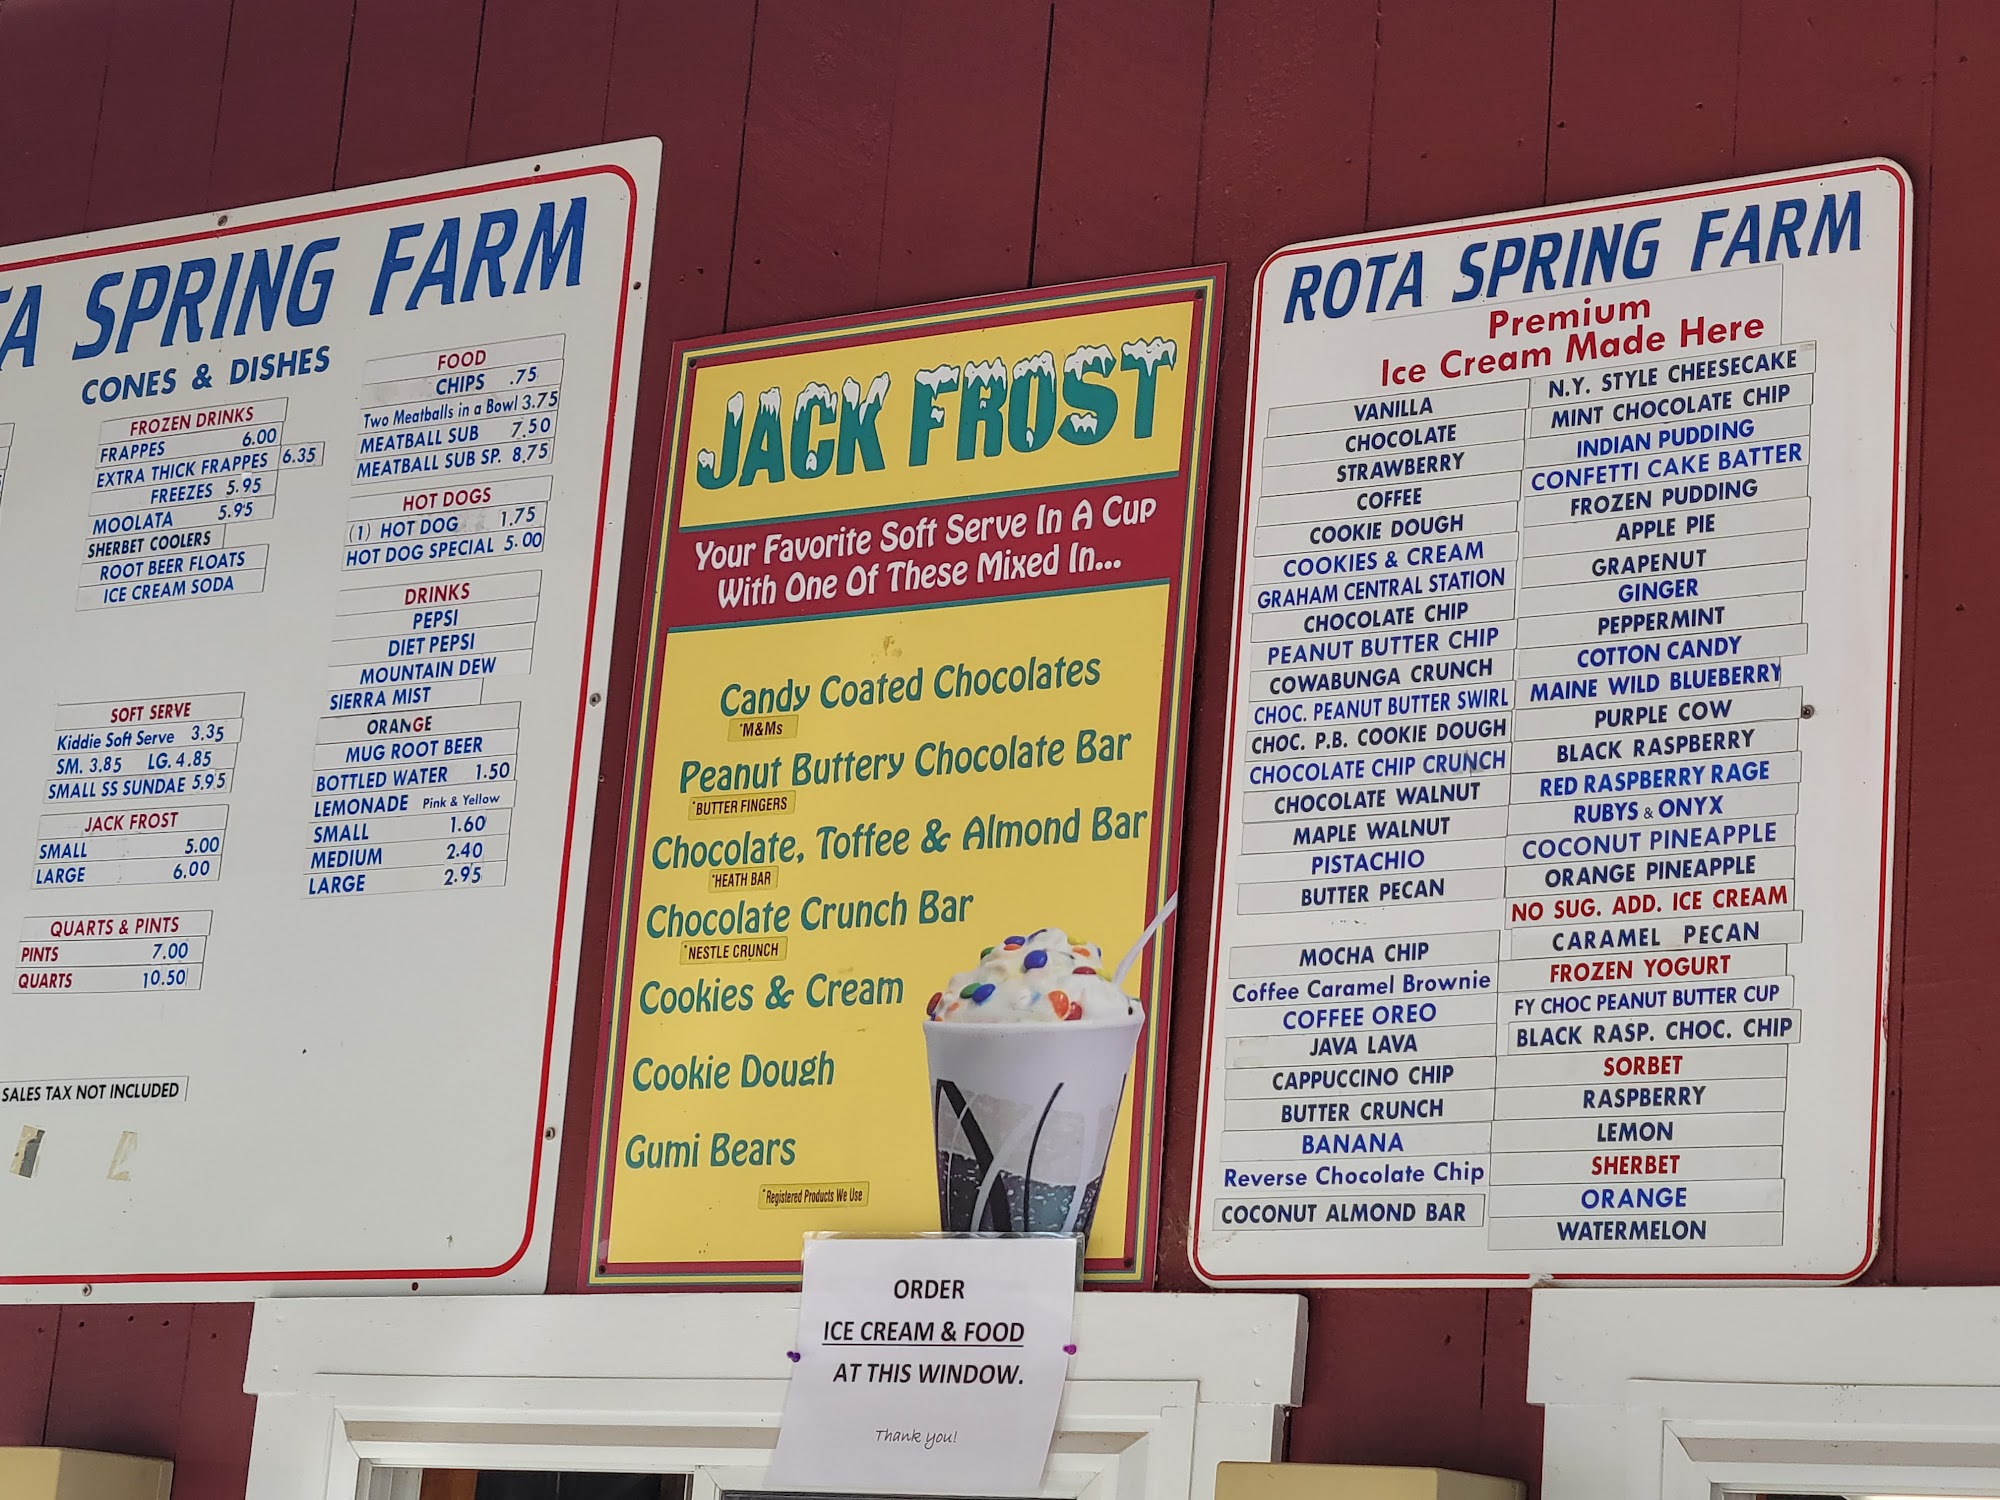 TA SPRING FARM
CONES & DISHES
FROZEN DRINKS
FRAPPES 6.00
EXTRA THICK FRAPPES 6.35
FREEZES 5.95
MOOLATA 5.95
SHERBET COOLERS
ROOT BEER FLOATS
ICE CREAM SODA
SOFT SERVE
Kiddie Soft Serve 3.35
SM. 3.85 LG. 4.85
SMALL SS SUNDAE 5.95
JACK FROST
SMALL 5.00
LARGE 6.00
QUARTS & PINTS
PINTS 7.00
QUARTS 10.50
SALES TAX NOT INCLUDED
FOOD
CHIPS .75
Two Meatballs in a Bowl 3.75
MEATBALL SUB 7.50
MEATBALL SUB SP. 8.75
HOT DOGS
(1) HOT DOG 1.75
HOT DOG SPECIAL 5.00
DRINKS
PEPSI
DIET PEPSI
MOUNTAIN DEW
SIERRA MIST
ORANGE
MUG ROOT BEER
BOTTLED WATER 1.50
LEMONADE Pink & Yellow
SMALL 1.60
MEDIUM 2.40
LARGE 2.95
JACK FROST
Your Favorite Soft Serve In A Cup
With One Of These Mixed In...
Candy Coated Chocolates
*M&Ms
Peanut Buttery Chocolate Bar
*BUTTER FINGERS
Chocolate, Toffee & Almond Bar
*HEATH BAR
Chocolate Crunch Bar
*NESTLE CRUNCH
Cookies & Cream
Cookie Dough
Gumi Bears
*Registered Products We Use
ORDER
ICE CREAM & FOOD
AT THIS WINDOW.
Thank you!
ROTA SPRING FARM
Premium
Ice Cream Made Here
VANILLA
CHOCOLATE
STRAWBERRY
COFFEE
COOKIE DOUGH
COOKIES & CREAM
GRAHAM CENTRAL STATION
CHOCOLATE CHIP
PEANUT BUTTER CHIP
COWABUNGA CRUNCH
CHOC. PEANUT BUTTER SWIRL
CHOC. P.B. COOKIE DOUGH
CHOCOLATE CHIP CRUNCH
CHOCOLATE WALNUT
MAPLE WALNUT
PISTACHIO
BUTTER PECAN
MOCHA CHIP
Coffee Caramel Brownie
COFFEE OREO
JAVA LAVA
CAPPUCCINO CHIP
BUTTER CRUNCH
BANANA
Reverse Chocolate Chip
COCONUT ALMOND BAR
N.Y. STYLE CHEESECAKE
MINT CHOCOLATE CHIP
INDIAN PUDDING
CONFETTI CAKE BATTER
FROZEN PUDDING
APPLE PIE
GRAPENUT
GINGER
PEPPERMINT
COTTON CANDY
MAINE WILD BLUEBERRY
PURPLE COW
BLACK RASPBERRY
RED RASPBERRY RAGE
RUBYS & ONYX
COCONUT PINEAPPLE
ORANGE PINEAPPLE
NO SUG. ADD. ICE CREAM
CARAMEL PECAN
FROZEN YOGURT
FY CHOC PEANUT BUTTER CUP
BLACK RASP. CHOC. CHIP
SORBET
RASPBERRY
LEMON
SHERBET
ORANGE
WATERMELON